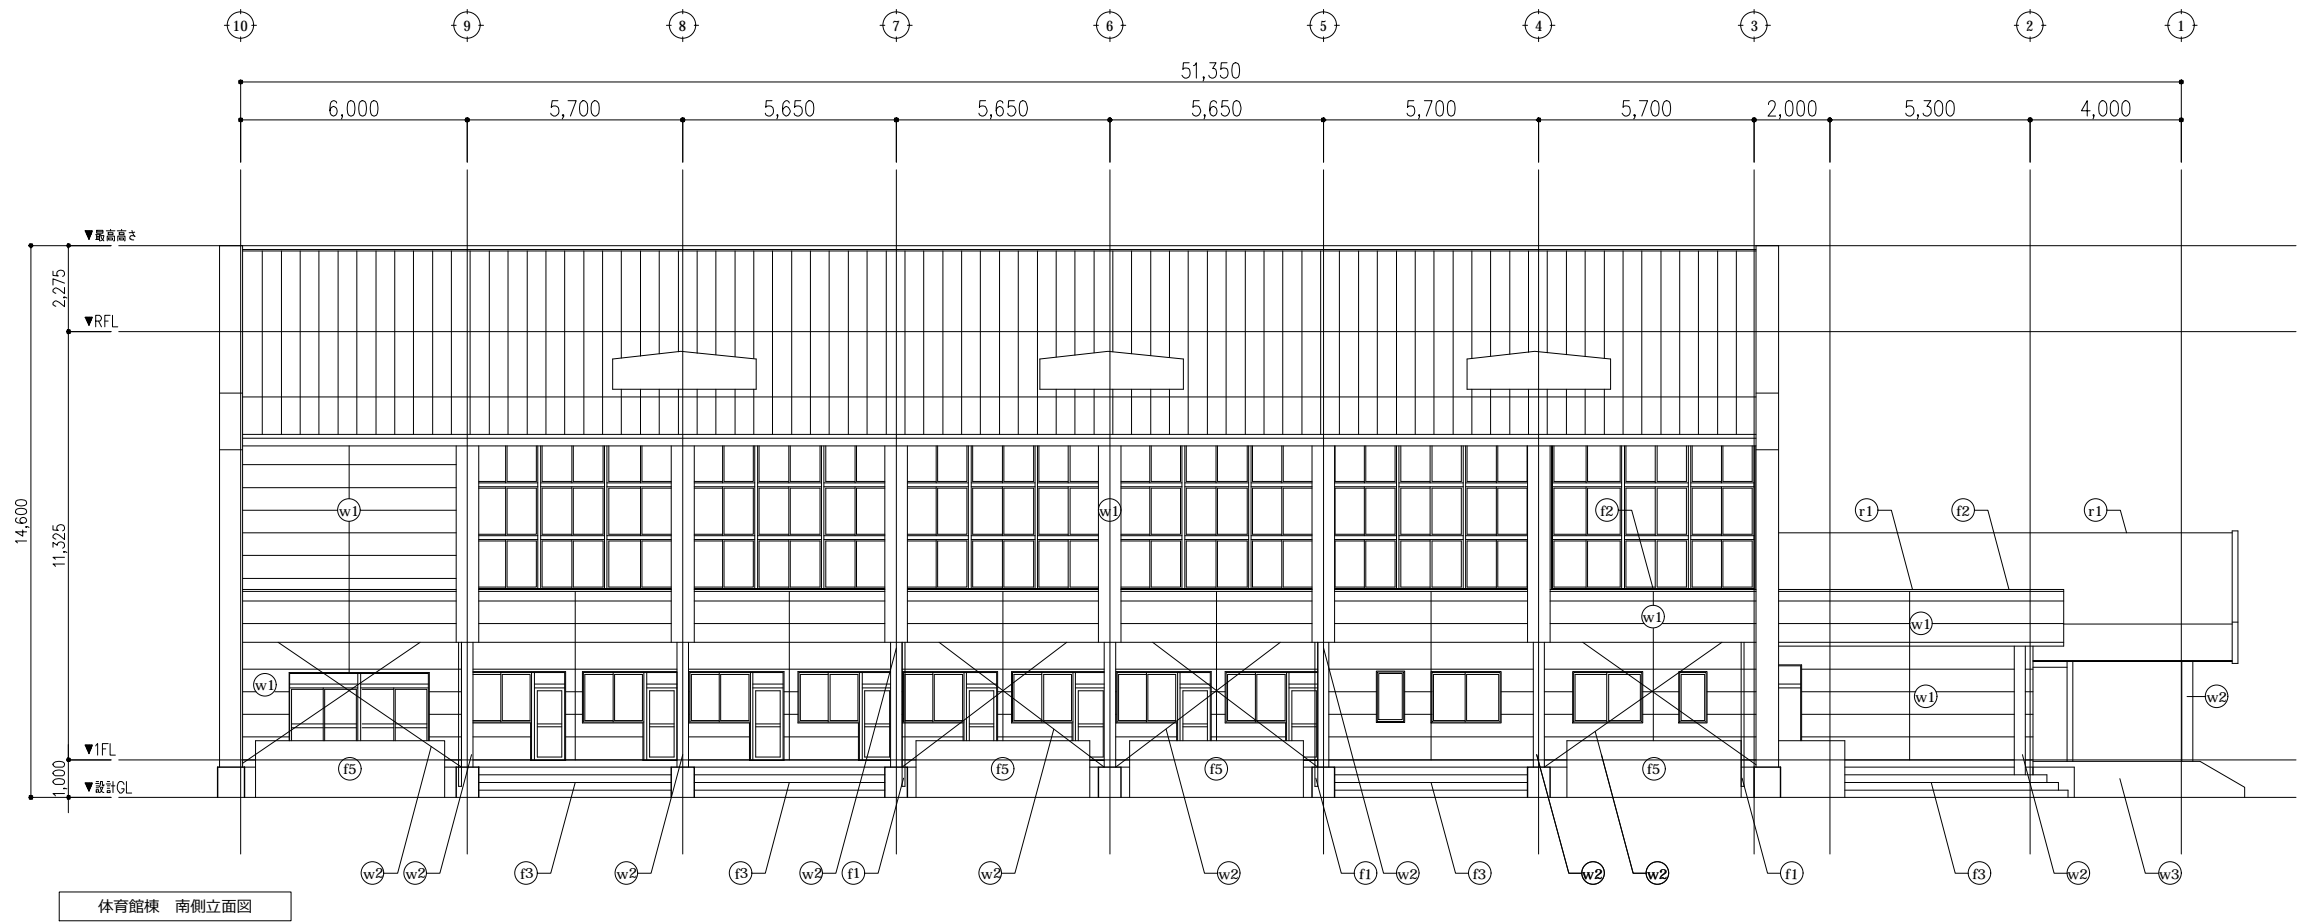 10 9 8 7 6 5 4 3 2 1
51,350
6,000 5,700 5,650 5,650 5,650 5,700 5,700 2,000 5,300 4,000
▼最高高さ
2,275
▼RFL
14,600
11,325
w1 w1 f2 r1 f2 r1
w1 w1
w1 w1 w2
▼1FL
1,000
f5 f5 f5 f5
▼設計GL
w2 w2 f3 w2 f3 w2 f1 w2 w2 f1 w2 f3 w2 w2 f1 f3 w2 w3
体育館棟 南側立面図